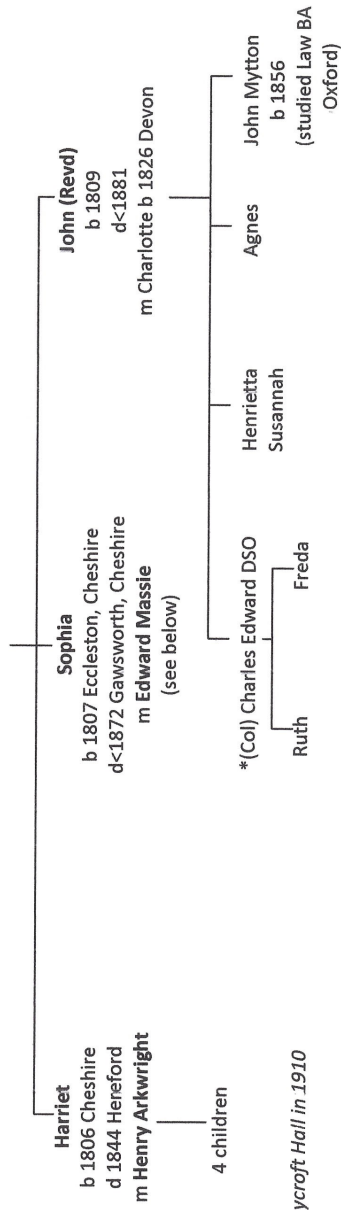 Harriet
b 1806 Cheshire
d 1844 Hereford
m Henry Arkwright
4 children
Sophia
b 1807 Eccleston, Cheshire
d<1872 Gawsworth, Cheshire
m Edward Massie
(see below)
John (Revd)
b 1809
d<1881
m Charlotte b 1826 Devon
*(Col) Charles Edward DSO
Ruth
Freda
Henrietta
Susannah
Agnes
John Mytton
b 1856
(studied Law BA
Oxford)
ycroft Hall in 1910